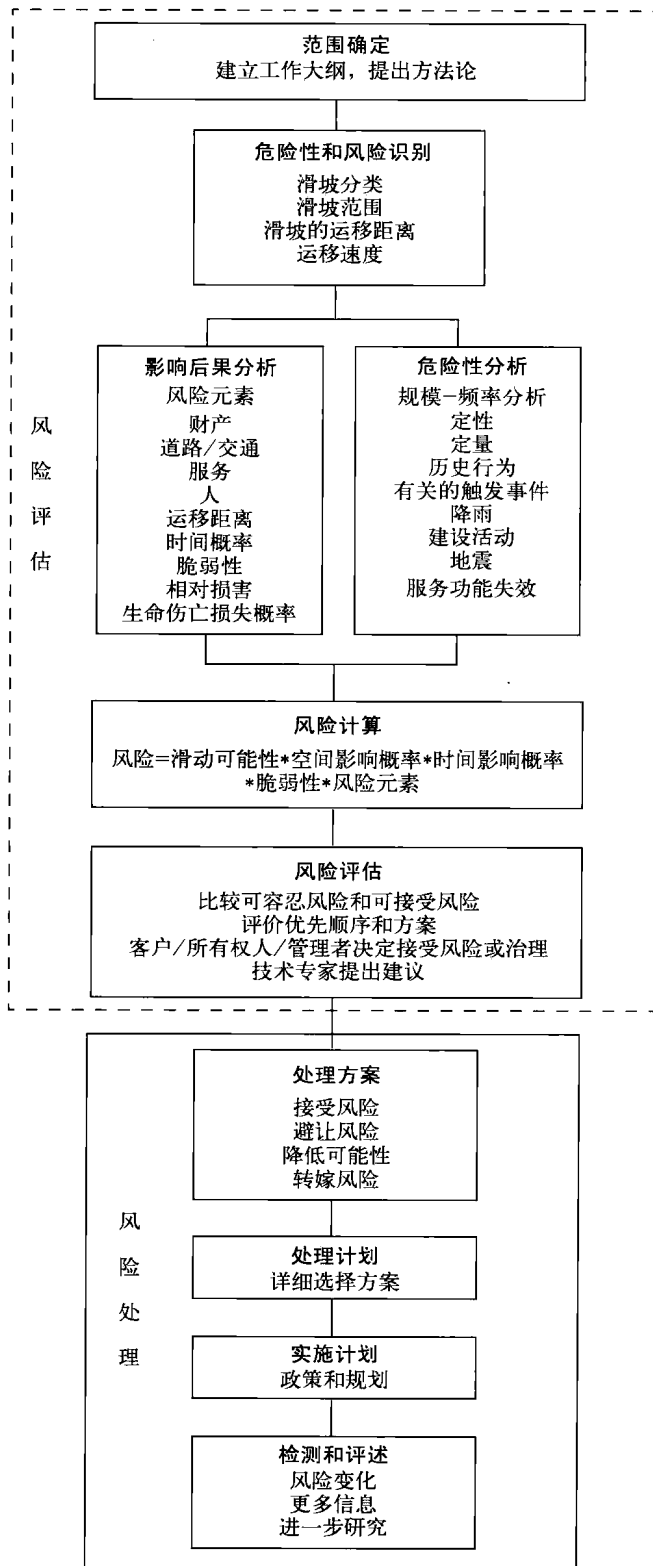 范围确定
建立工作大纲，提出方法论
危险性和风险识别
滑坡分类
滑坡范围
滑坡的运移距离
运移速度
影响后果分析
风险元素
财产
道路/交通
服务
人
运移距离
时间概率
脆弱性
相对损害
生命伤亡损失概率
危险性分析
规模-频率分析
定性
定量
历史行为
有关的触发事件
降雨
建设活动
地震
服务功能失效
风险评估
风险计算
风险=滑动可能性*空间影响概率*时间影响概率
*脆弱性*风险元素
风险评估
比较可容忍风险和可接受风险
评价优先顺序和方案
客户/所有权人/管理者决定接受风险或治理
技术专家提出建议
处理方案
接受风险
避让风险
降低可能性
转嫁风险
风险处理
处理计划
详细选择方案
实施计划
政策和规划
检测和评述
风险变化
更多信息
进一步研究